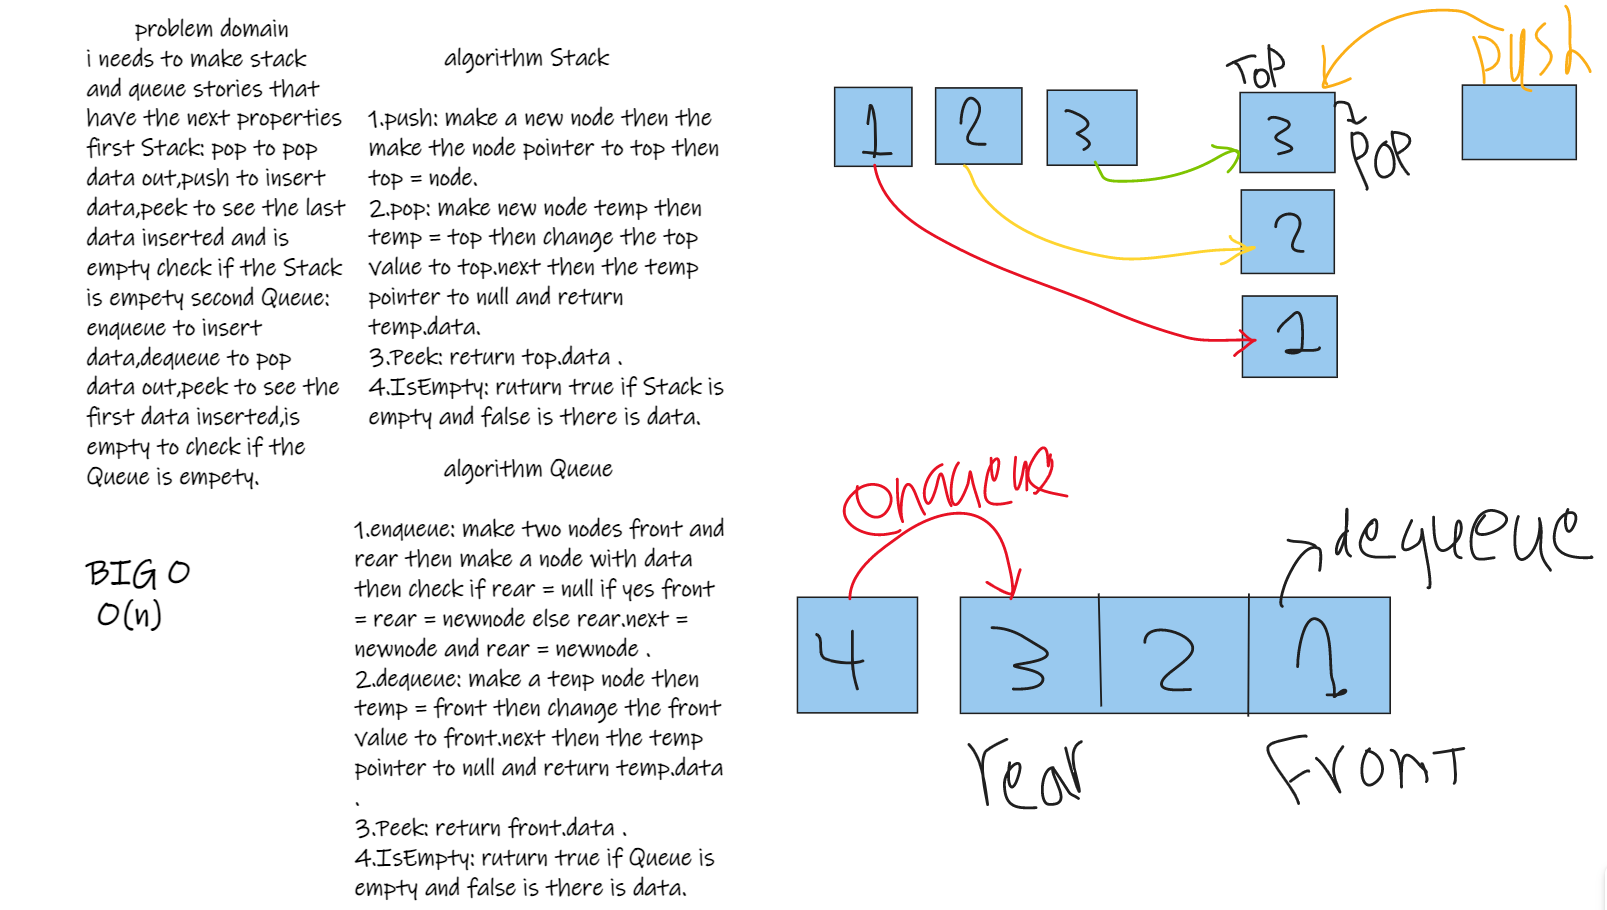 problem domain
i needs to make stack
and queue stories that
have the next properties
first Stack: pop to pop
data out,push to insert
data,peek to see the last
data inserted and is
empty check if the Stack
is empety second Queue:
enqueue to insert
data,dequeue to pop
data out,peek to see the
first data inserted,is
empty to check if the
Queue is empety.
BIG O
O(n)
algorithm Stack
1.push: make a new node then the
make the node pointer to top then
top = node.
2.pop: make new node temp then
temp = top then change the top
value to top.next then the temp
pointer to null and return
temp.data.
3.Peek: return top.data .
4.IsEmpty: ruturn true if Stack is
empty and false is there is data.
algorithm Queue
1.enqueue: make two nodes front and
rear then make a node with data
then check if rear = null if yes front
= rear = newnode else rear.next =
newnode and rear = newnode .
2.dequeue: make a tenp node then
temp = front then change the front
value to front.next then the temp
pointer to null and return temp.data
.
3.Peek: return front.data .
4.IsEmpty: ruturn true if Queue is
empty and false is there is data.
push
TOP
1 2 3 3
POP
2
1
enqueue
dequeue
4 3 2 1
rear Front